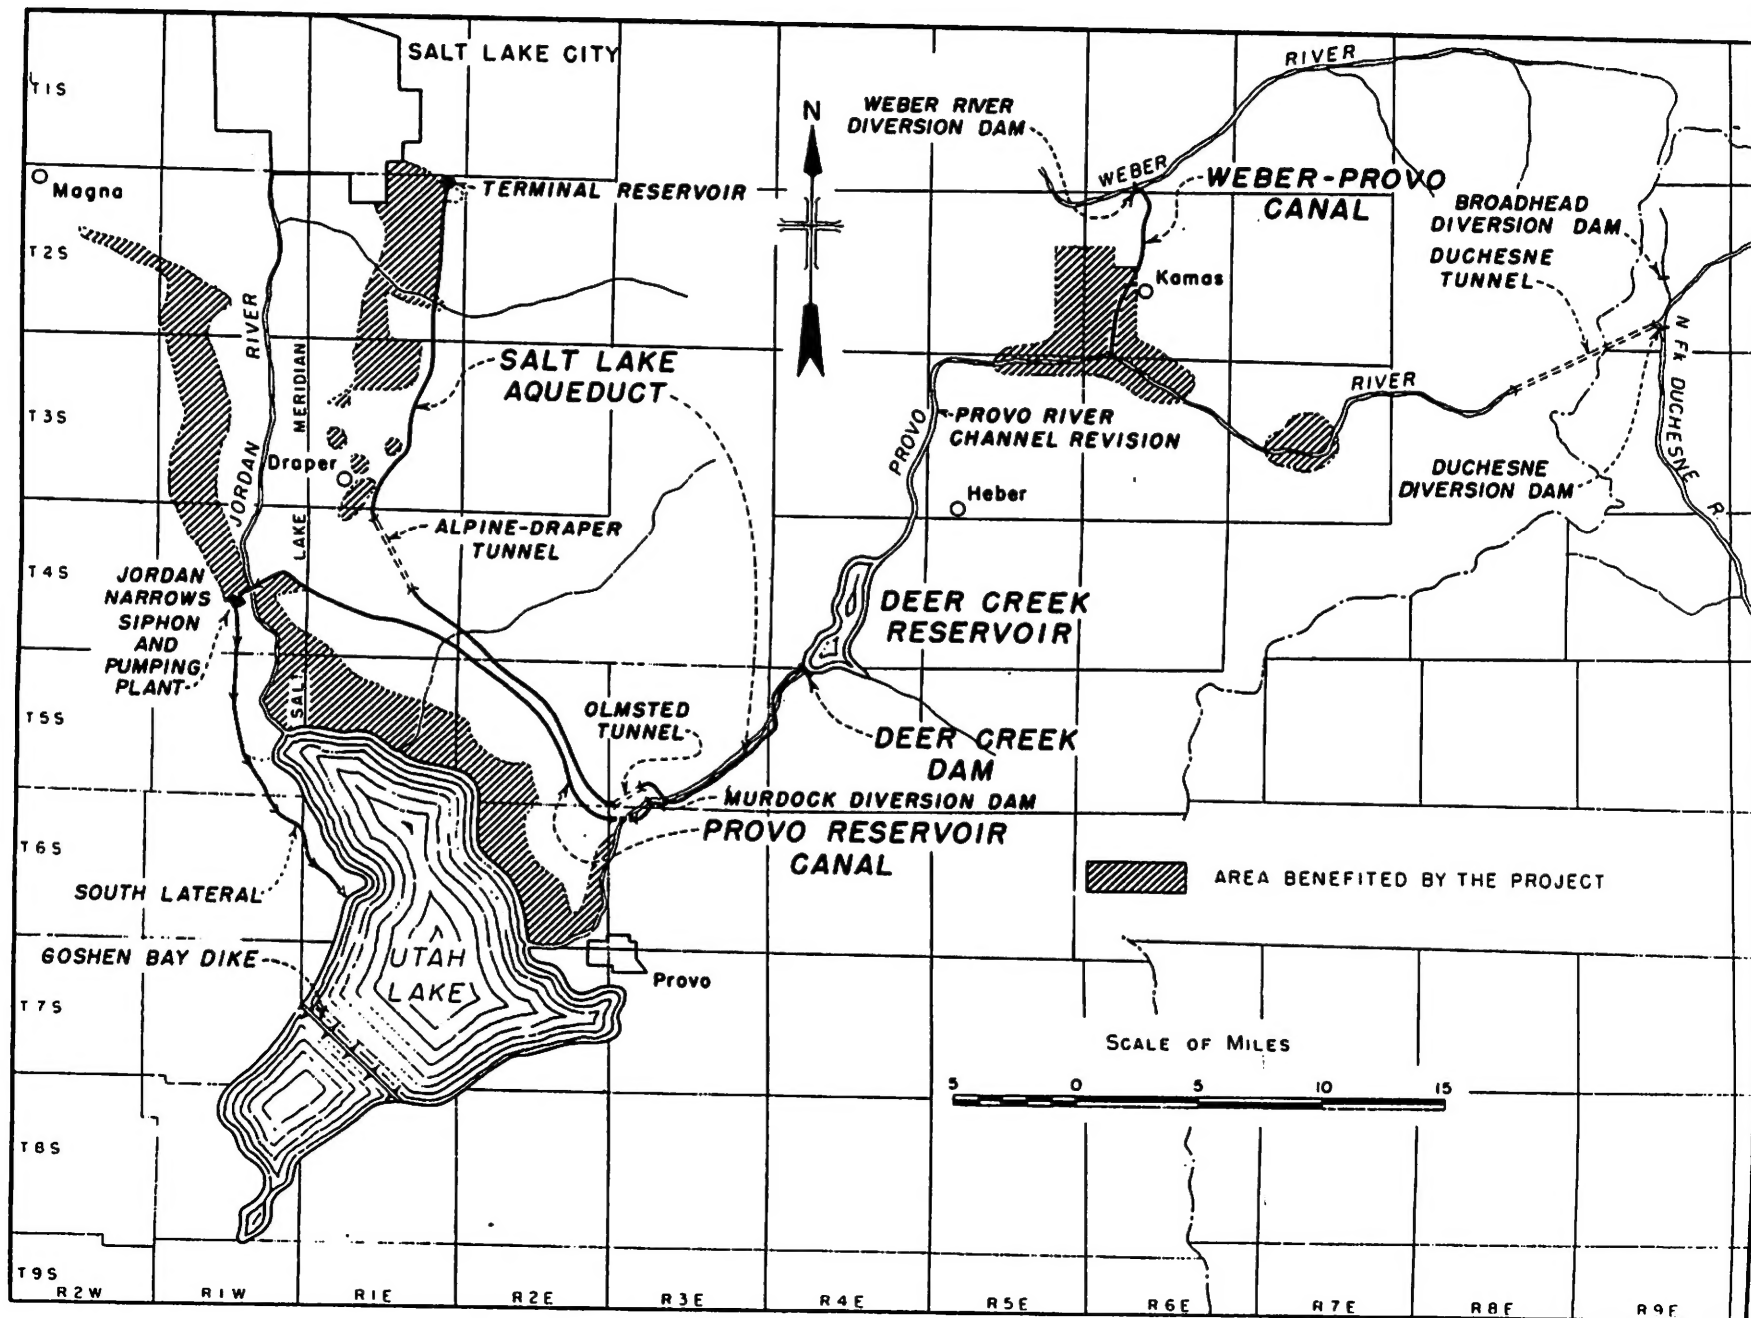 SALT LAKE CITY
RIVER
T1S
WEBER RIVER
DIVERSION DAM
N
WEBER
WEBER-PROVO
CANAL
Magna
TERMINAL RESERVOIR
BROADHEAD
DIVERSION DAM
DUCHESNE
TUNNEL
T2S
Kamas
RIVER
JORDAN
SALT LAKE MERIDIAN
SALT LAKE
AQUEDUCT
N Fk DUCHESNE R.
RIVER
PROVO
PROVO RIVER
CHANNEL REVISION
T3S
Draper
Heber
DUCHESNE
DIVERSION DAM
ALPINE-DRAPER
TUNNEL
T4S
JORDAN
NARROWS
SIPHON
AND
PUMPING
PLANT
DEER CREEK
RESERVOIR
T5S
OLMSTED
TUNNEL
DEER CREEK
DAM
MURDOCK DIVERSION DAM
PROVO RESERVOIR
CANAL
T6S
AREA BENEFITED BY THE PROJECT
SOUTH LATERAL
GOSHEN BAY DIKE
UTAH
LAKE
Provo
T7S
SCALE OF MILES
5 0 5 10 15
T8S
T9S
R2W R1W R1E R2E R3E R4E R5E R6E R7E R8E R9E